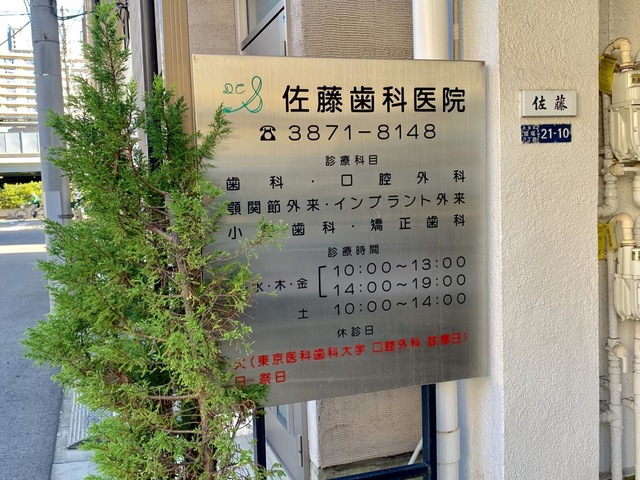 DCS
佐藤歯科医院
☎3871-8148
診療科目
歯科・口腔外科
顎関節外来・インプラント外来
小 歯科・矯正歯科
診療時間
・水・木・金 10:00～13:00
14:00～19:00
土 10:00～14:00
休診日
火(東京医科歯科大学 口腔外科 診療日)
日・祭日
佐藤
21-10